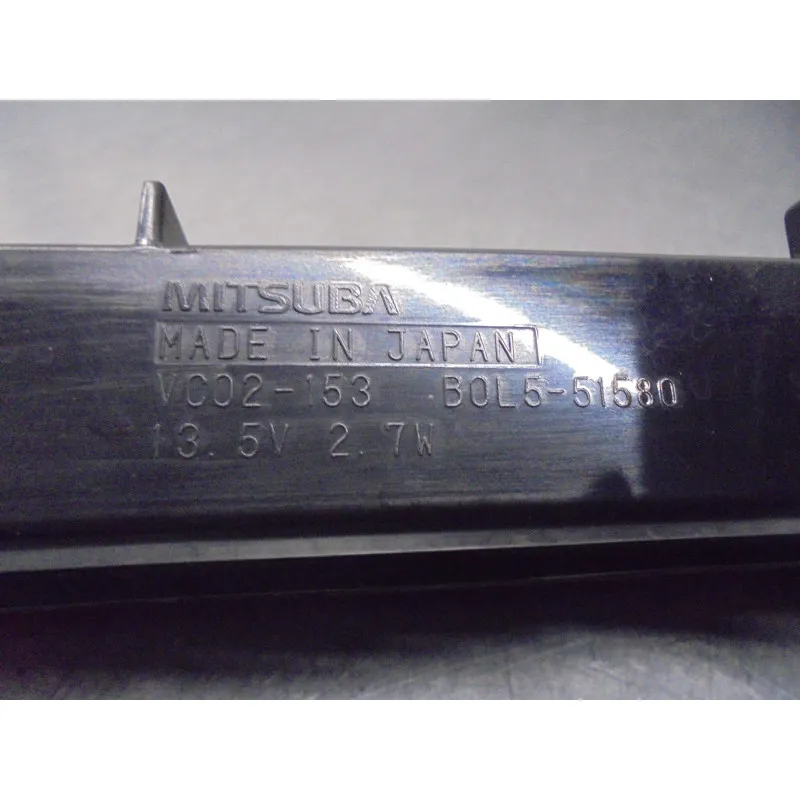 MITSUBA
MADE IN JAPAN
VC02-153 B0L5-51580
13.5V 2.7W